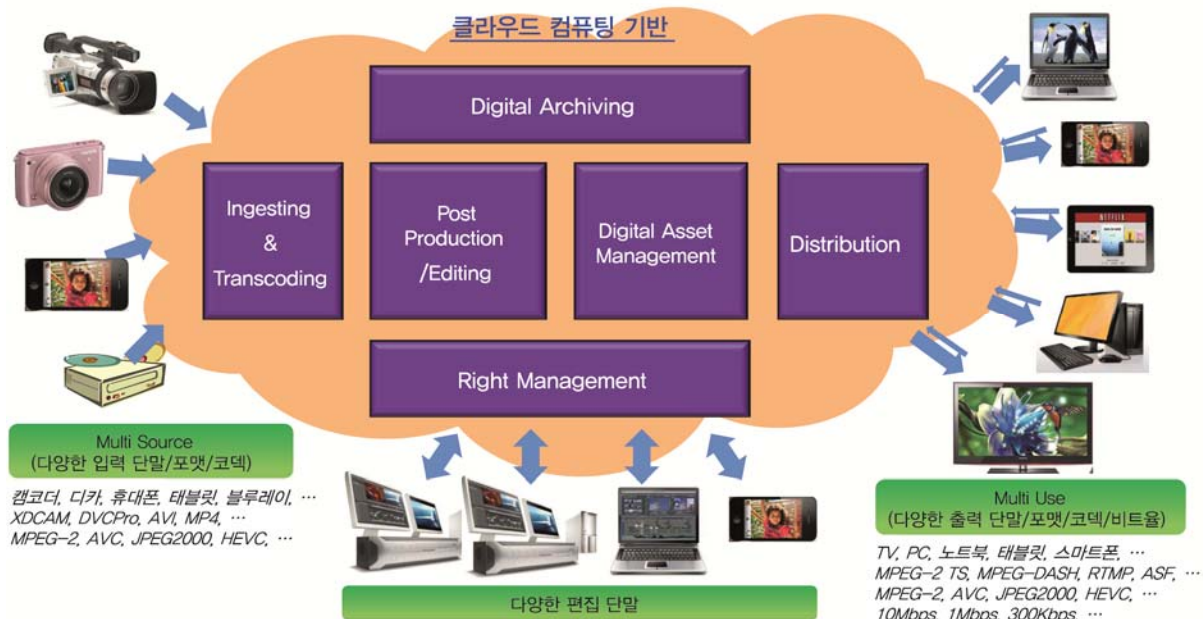 클라우드 컴퓨팅 기반
Digital Archiving
Ingesting
&
Transcoding
Post
Production
/Editing
Digital Asset
Management
Distribution
Right Management
NETFLIX
Multi Source
(다양한 입력 단말/포맷/코덱)
캠코더, 디카, 휴대폰, 태블릿, 블루레이, …
XDCAM, DVCPro, AVI, MP4, …
MPEG-2, AVC, JPEG2000, HEVC, …
다양한 편집 단말
Multi Use
(다양한 출력 단말/포맷/코덱/비트율)
TV, PC, 노트북, 태블릿, 스마트폰, …
MPEG-2 TS, MPEG-DASH, RTMP, ASF, …
MPEG-2, AVC, JPEG2000, HEVC, …
10Mbps, 1Mbps, 300Kbps, …